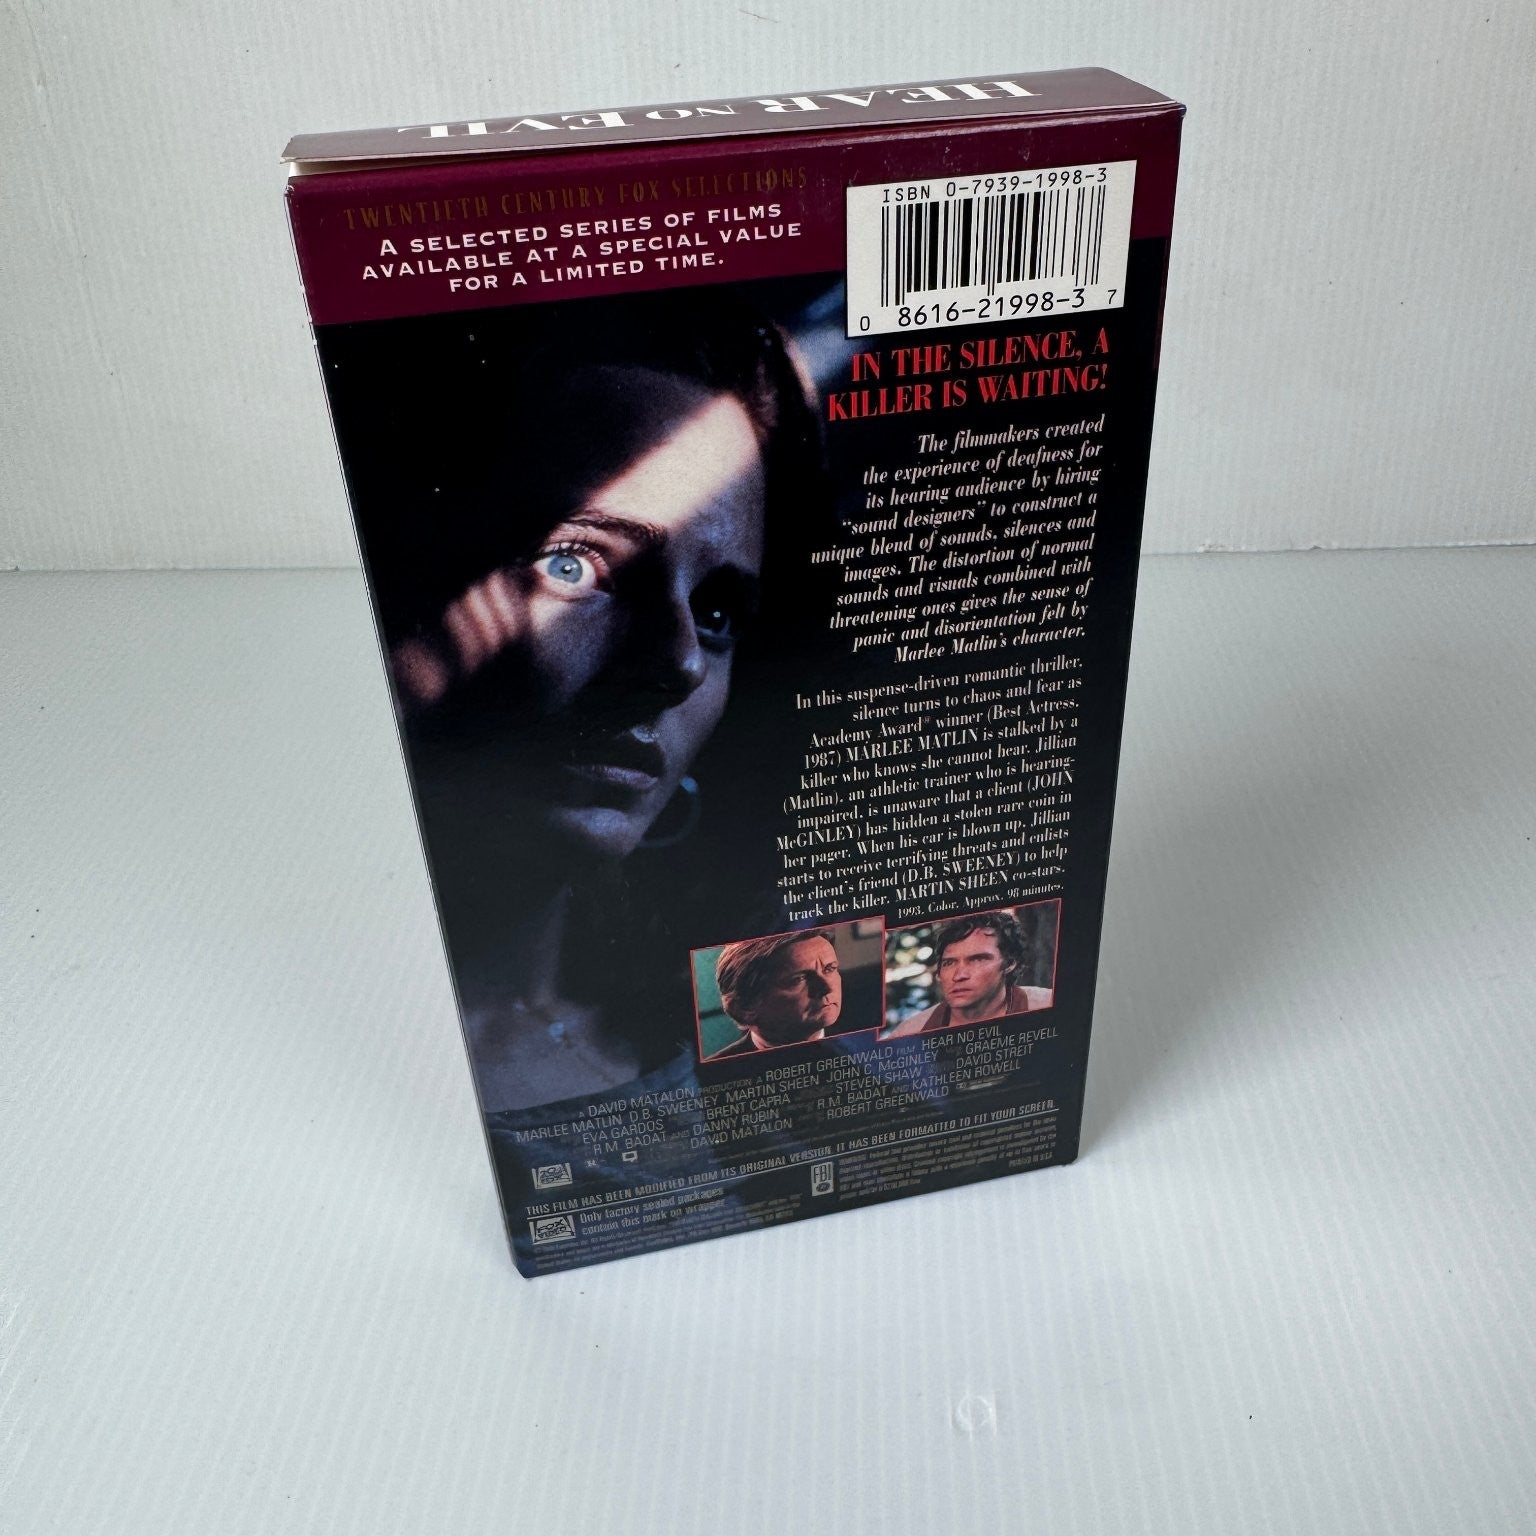 HEAR NO EVIL
TWENTIETH CENTURY FOX SELECTIONS
A SELECTED SERIES OF FILMS
AVAILABLE AT A SPECIAL VALUE
FOR A LIMITED TIME.
ISBN 0-7939-1998-3
0 8616-21998-3 7
IN THE SILENCE, A
KILLER IS WAITING!
The filmmakers created
the experience of deafness for
its hearing audience by hiring
"sound designers" to construct a
unique blend of sounds, silences and
images. The distortion of normal
sounds and visuals combined with
threatening ones gives the sense of
panic and disorientation felt by
Marlee Matlin's character.
In this suspense-driven romantic thriller,
silence turns to chaos and fear as
Academy Award® winner (Best Actress,
1987) MARLEE MATLIN is stalked by a
killer who knows she cannot hear. Jillian
(Matlin), an athletic trainer who is hearing-
impaired, is unaware that a client (JOHN
McGINLEY) has hidden a stolen rare coin in
her pager. When his car is blown up, Jillian
starts to receive terrifying threats and enlists
the client's friend (D.B. SWEENEY) to help
track the killer. MARTIN SHEEN co-stars.
1993. Color. Approx. 98 minutes.
A DAVID MATALON PRODUCTION A ROBERT GREENWALD FILM HEAR NO EVIL
MARLEE MATLIN D.B. SWEENEY MARTIN SHEEN JOHN C. McGINLEY GRAEME REVELL
EVA GARDOS BRENT CAPRA STEVEN SHAW DAVID STREIT
R.M. BADAT AND DANNY RUBIN R.M. BADAT AND KATHLEEN ROWELL
DAVID MATALON ROBERT GREENWALD
THIS FILM HAS BEEN MODIFIED FROM ITS ORIGINAL VERSION. IT HAS BEEN FORMATTED TO FIT YOUR SCREEN.
FOX VIDEO
Only factory sealed packages
contain this mark on wrapper
FBI
PRINTED IN U.S.A.